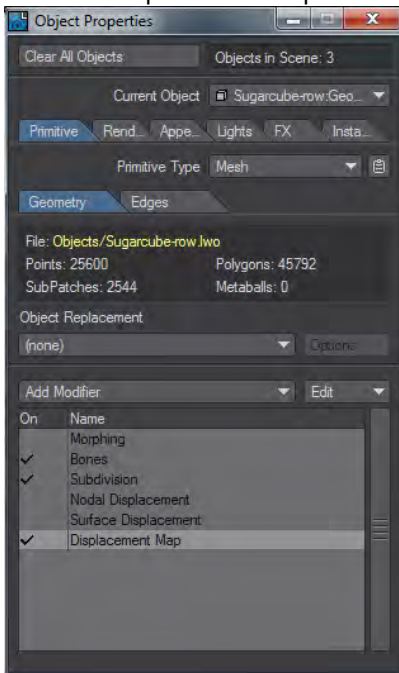 Object Properties
Clear All Objects Objects in Scene: 3
Current Object Sugarcube-row:Geo...
Primitive Rend... Appe... Lights FX Insta...
Primitive Type Mesh
Geometry Edges
File: Objects/Sugarcube-row.lwo
Points: 25600 Polygons: 45792
SubPatches: 2544 Metaballs: 0
Object Replacement
(none) Options
Add Modifier Edit
On Name
Morphing
Bones
Subdivision
Nodal Displacement
Surface Displacement
Displacement Map